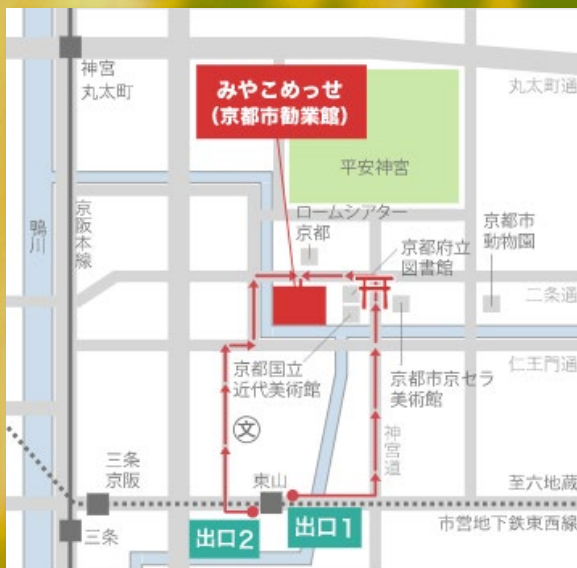 神宮
丸太町
みやこめっせ
(京都市勧業館)
丸太町通
平安神宮
鴨川
京阪本線
ロームシアター
京都
京都府立
図書館
京都市
動物園
二条通
京都国立
近代美術館
京都市京セラ
美術館
仁王門通
文
神宮道
三条
京阪
東山
至六地蔵
三条
出口2
出口1
市営地下鉄東西線